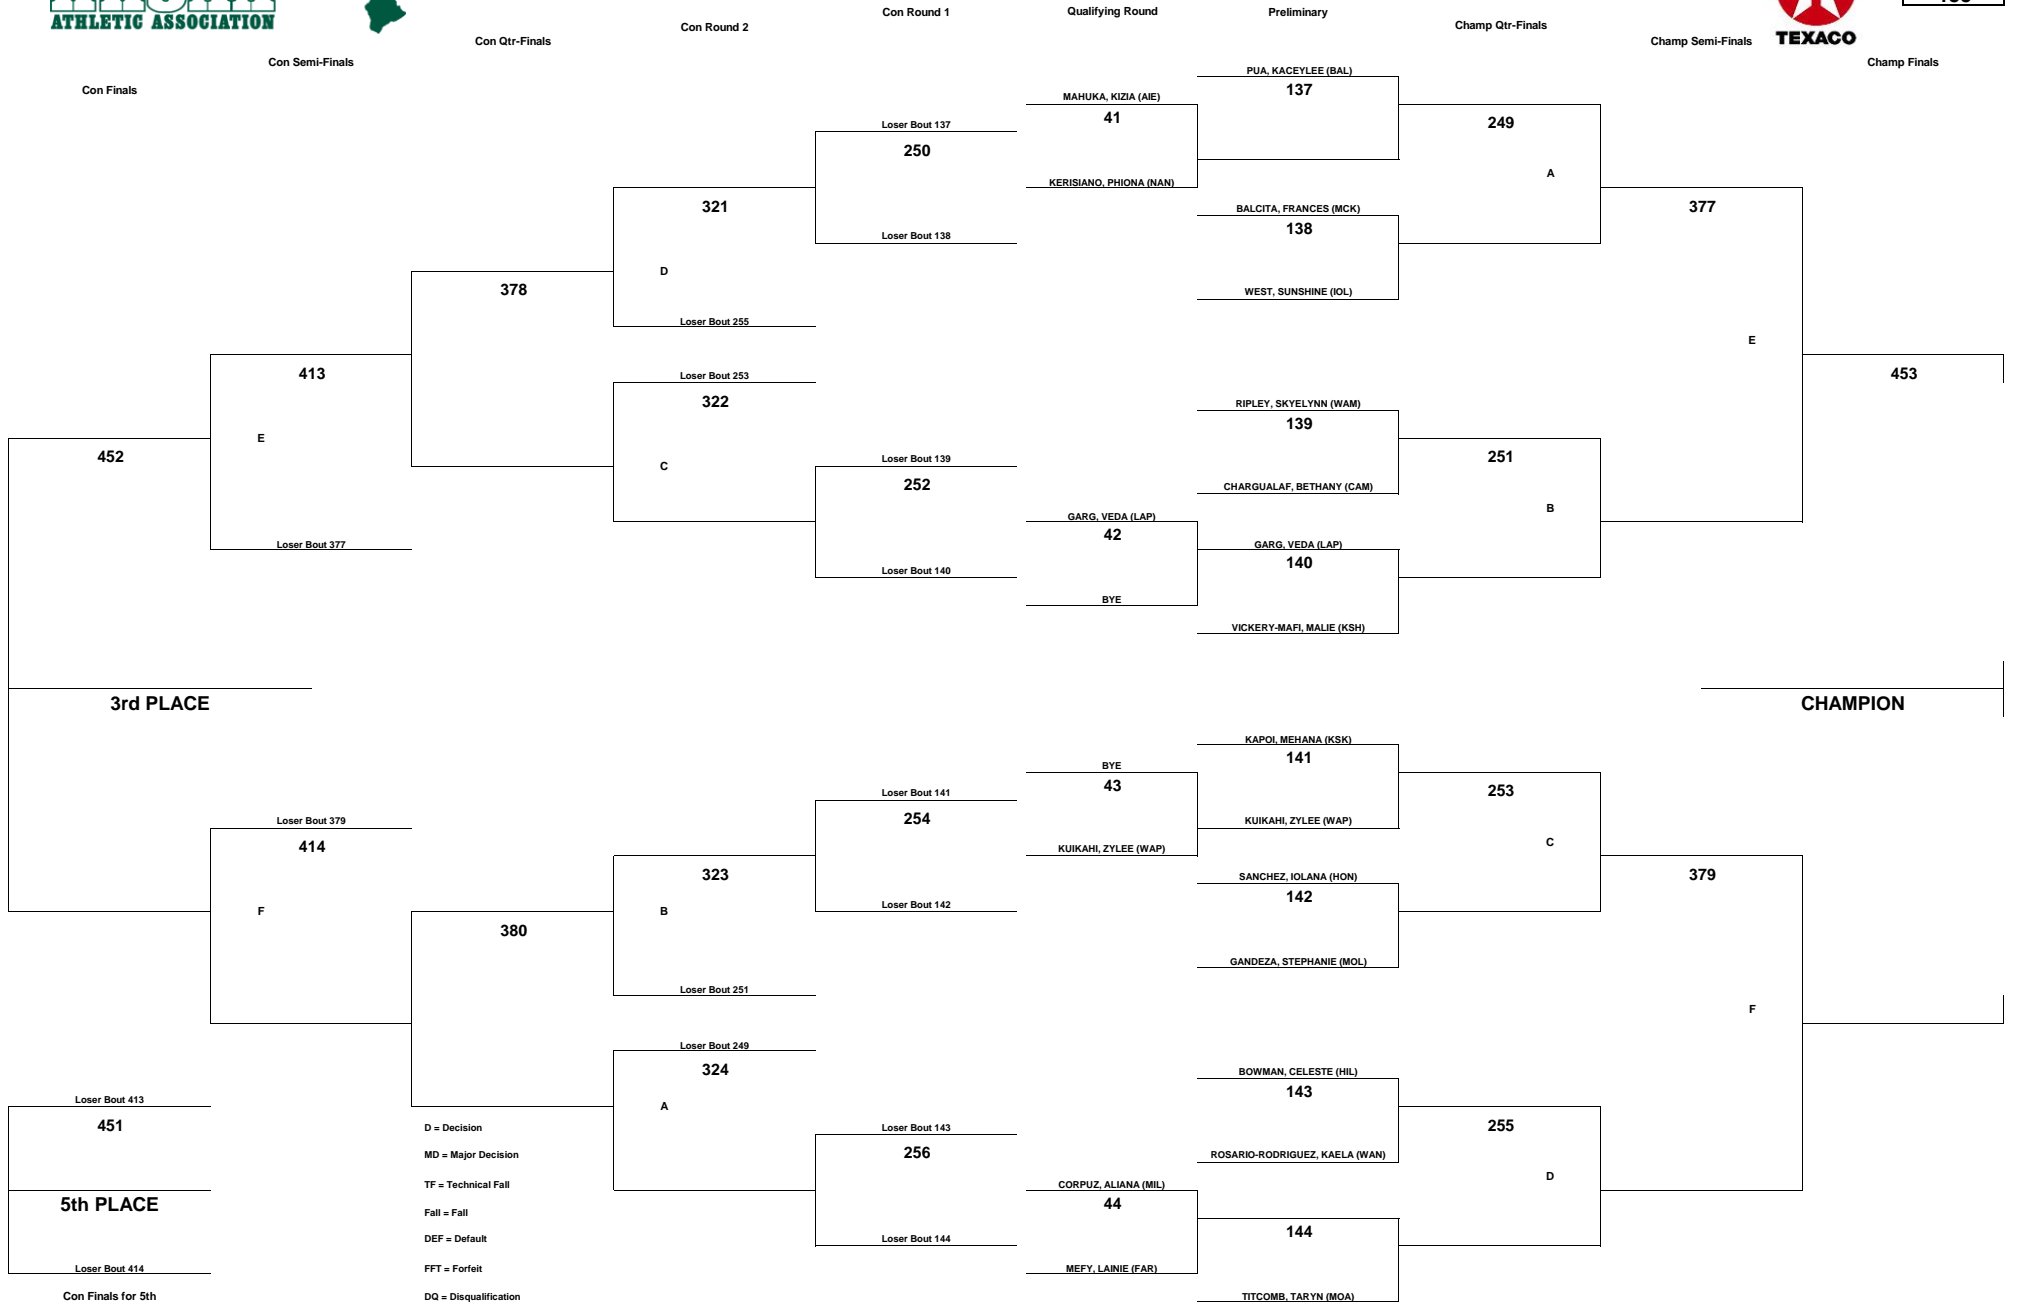 ATHLETIC ASSOCIATION
TEXACO
Con Finals
Con Semi-Finals
Con Qtr-Finals
Con Round 2
Con Round 1
Qualifying Round
Preliminary
Champ Qtr-Finals
Champ Semi-Finals
Champ Finals
PUA, KACEYLEE (BAL)
137
MAHUKA, KIZIA (AIE)
41
KERISIANO, PHIONA (NAN)
Loser Bout 137
250
Loser Bout 138
249
A
BALCITA, FRANCES (MCK)
138
WEST, SUNSHINE (IOL)
321
D
Loser Bout 255
377
E
378
413
E
Loser Bout 377
452
453
Loser Bout 253
322
C
RIPLEY, SKYELYNN (WAM)
139
CHARGUALAF, BETHANY (CAM)
Loser Bout 139
252
Loser Bout 140
251
B
GARG, VEDA (LAP)
42
BYE
GARG, VEDA (LAP)
140
VICKERY-MAFI, MALIE (KSH)
3rd PLACE
CHAMPION
KAPOI, MEHANA (KSK)
141
KUIKAHI, ZYLEE (WAP)
BYE
43
KUIKAHI, ZYLEE (WAP)
Loser Bout 141
254
Loser Bout 142
253
C
Loser Bout 379
414
F
323
B
Loser Bout 251
SANCHEZ, IOLANA (HON)
142
GANDEZA, STEPHANIE (MOL)
379
F
380
Loser Bout 249
324
A
BOWMAN, CELESTE (HIL)
143
ROSARIO-RODRIGUEZ, KAELA (WAN)
Loser Bout 413
451
5th PLACE
Loser Bout 414
Con Finals for 5th
D = Decision
MD = Major Decision
TF = Technical Fall
Fall = Fall
DEF = Default
FFT = Forfeit
DQ = Disqualification
Loser Bout 143
256
Loser Bout 144
255
D
CORPUZ, ALIANA (MIL)
44
MEFY, LAINIE (FAR)
144
TITCOMB, TARYN (MOA)